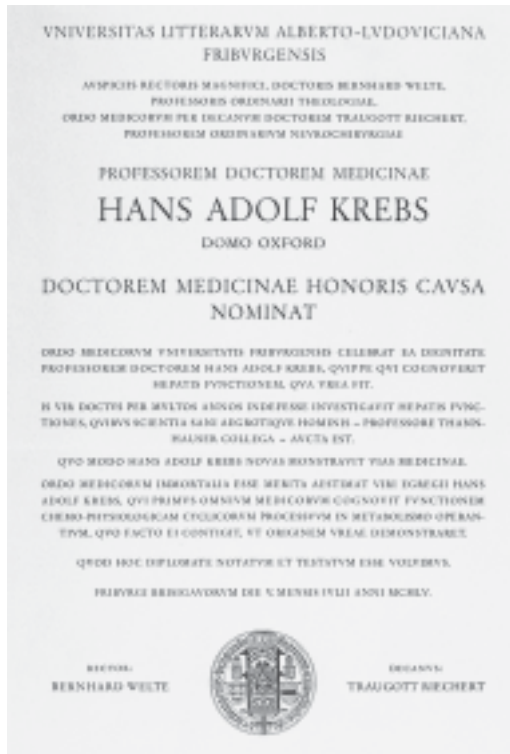 VNIVERSITAS LITTERARVM ALBERTO-LVDOVICIANA
FRIBVRGENSIS
AVSPICIIS RECTORIS MAGNIFICI, DOCTORIS BERNHARD WELTE,
PROFESSORIS ORDINARII THEOLOGIAE,
ORDO MEDICORVM PER DECANVM DOCTOREM TRAUGOTT RIECHERT,
PROFESSOREM ORDINARIVM NEVROCHIRVRGIAE
PROFESSOREM DOCTOREM MEDICINAE
HANS ADOLF KREBS
DOMO OXFORD
DOCTOREM MEDICINAE HONORIS CAVSA
NOMINAT
ORDO MEDICORVM VNIVERSITATIS FRIBVRGENSIS CELEBRAT EA DIGNITATE
PROFESSOREM DOCTOREM HANS ADOLF KREBS, QVIPPE QVI COGNOVERIT
HEPATIS FVNCTIONEM, QVA VREA FIT.
IS VIR DOCTVS PER MVLTOS ANNOS INDEFESSE INVESTIGAVIT HEPATIS FVNC-
TIONES, QVIBVS SCIENTIA SANI AEGROTIQVE HOMINIS – PROFESSORE THANN-
HAUSER COLLEGA – AVCTA EST.
QVO MODO HANS ADOLF KREBS NOVAS MONSTRAVIT VIAS MEDICINAE.
ORDO MEDICORVM IMMORTALIA ESSE MERITA AESTIMAT VIRI EGREGII HANS
ADOLF KREBS, QVI PRIMVS OMNIVM MEDICORVM COGNOVIT FVNCTIONEM
CHEMO-PHYSIOLOGICAM CYCLICORVM PROCESSVVM IN METABOLISMO OPERAN-
TIVM, QVO FACTO EI CONTIGIT, VT ORIGINEM VREAE DEMONSTRARET.
QVOD HOC DIPLOMATE NOTATVM ET TESTATVM ESSE VOLVIMVS.
FRIBVRGI BRISIGAVORVM DIE V. MENSIS IVLII ANNI MCMLV.
RECTOR:
BERNHARD WELTE
DECANVS:
TRAUGOTT RIECHERT